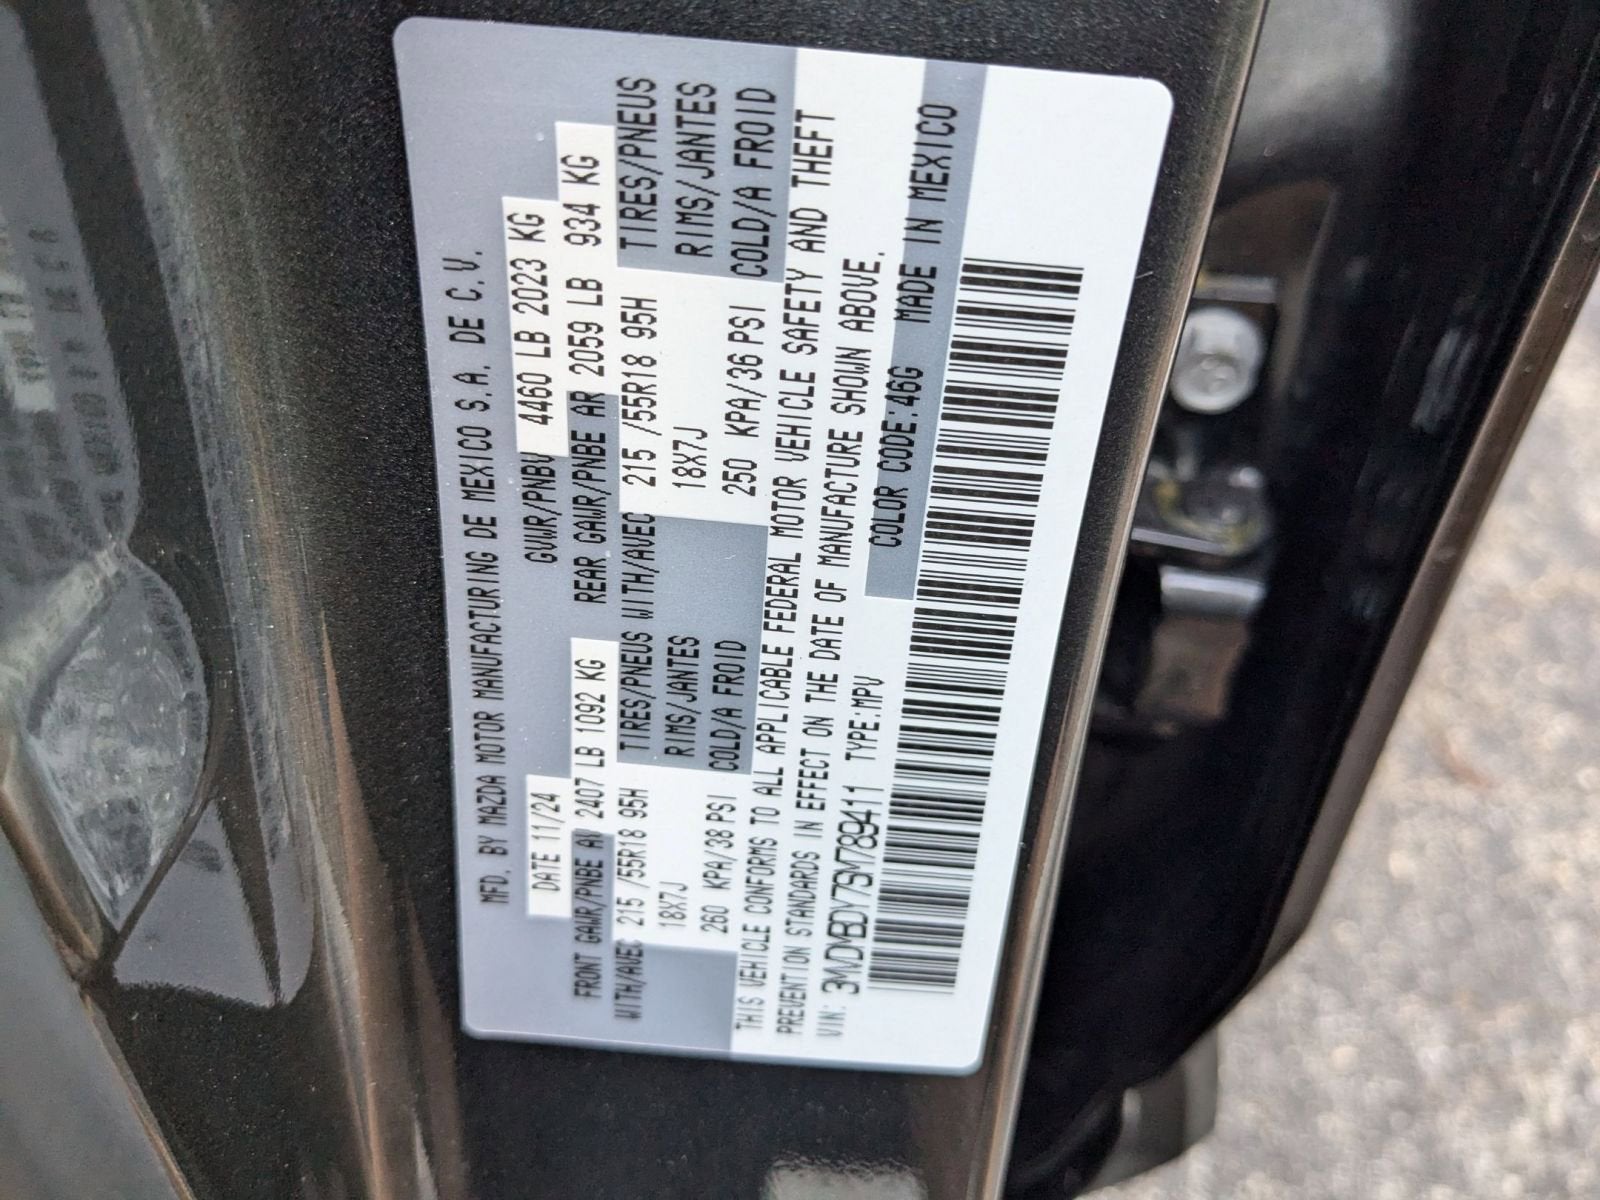 MFD. BY MAZDA MOTOR MANUFACTURING DE MEXICO S.A. DE C.V.
DATE 11/24 GVWR/PNBV 4460 LB 2023 KG
FRONT GAWR/PNBE AV 2407 LB 1092 KG REAR GAWR/PNBE AR 2059 LB 934 KG
WITH/AVEC 215 /55R18 95H TIRES/PNEUS WITH/AVEC 215 /55R18 95H TIRES/PNEUS
18X7J RIMS/JANTES 18X7J RIMS/JANTES
260 KPA/38 PSI COLD/A FROID 250 KPA/36 PSI COLD/A FROID
THIS VEHICLE CONFORMS TO ALL APPLICABLE FEDERAL MOTOR VEHICLE SAFETY AND THEFT
PREVENTION STANDARDS IN EFFECT ON THE DATE OF MANUFACTURE SHOWN ABOVE.
VIN: 3MVDMBDY7SM789411 TYPE:MPV COLOR CODE:46G MADE IN MEXICO